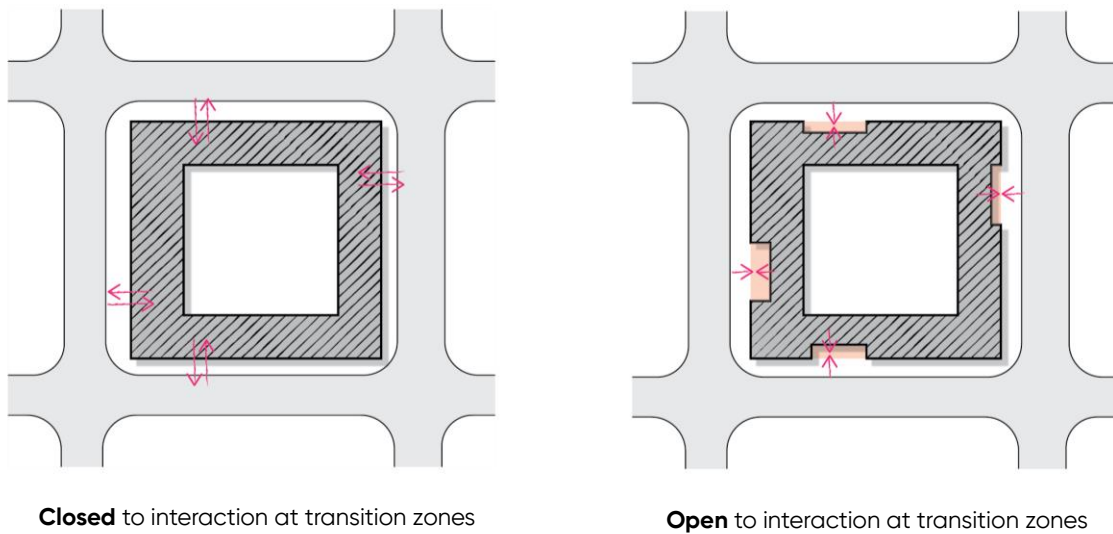 Closed to interaction at transition zones
Open to interaction at transition zones